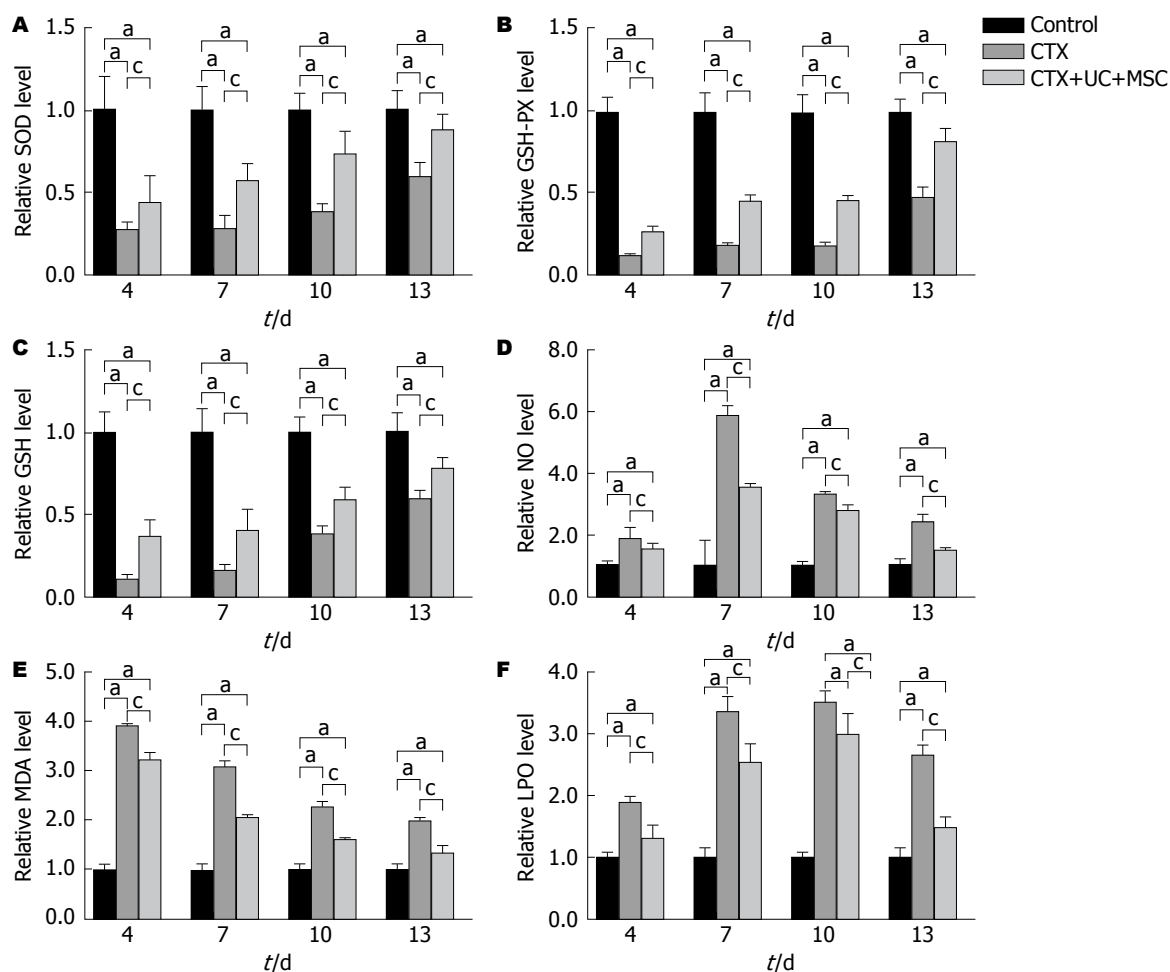 A
Relative SOD level
1.5
1.0
0.5
0.0
a
a
c
a
a
c
a
a
c
a
a
c
4 7 10 13
t/d
B
Relative GSH-PX level
1.5
1.0
0.5
0.0
a
a
c
a
a
c
a
a
c
a
a
c
4 7 10 13
t/d
Control
CTX
CTX+UC+MSC
C
Relative GSH level
1.5
1.0
0.5
0.0
a
a
c
a
a
c
a
a
c
a
a
c
4 7 10 13
t/d
D
Relative NO level
8.0
6.0
4.0
2.0
0.0
a
a
c
a
a
c
a
a
c
a
a
c
4 7 10 13
t/d
E
Relative MDA level
5.0
4.0
3.0
2.0
1.0
0.0
a
a
c
a
a
c
a
a
c
a
a
c
4 7 10 13
t/d
F
Relative LPO level
4.0
3.0
2.0
1.0
0.0
a
a
c
a
a
c
a
a
c
a
a
c
4 7 10 13
t/d